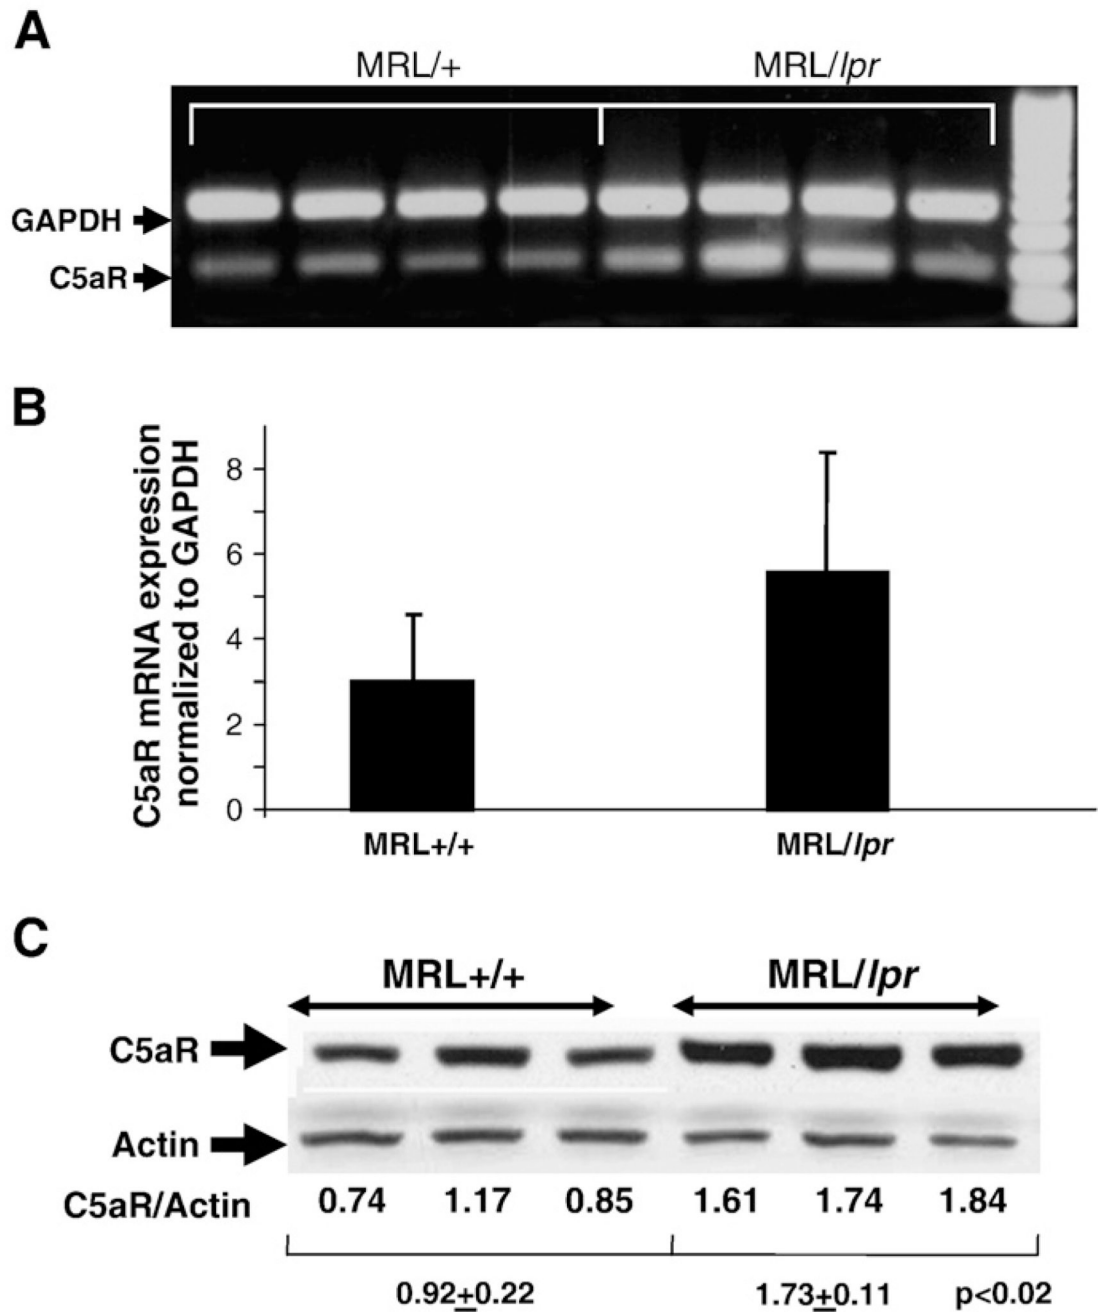 A
MRL/+ MRL/lpr
GAPDH
C5aR
B
C5aR mRNA expression
normalized to GAPDH
8
6
4
2
0
MRL+/+ MRL/lpr
C
MRL+/+ MRL/lpr
C5aR
Actin
C5aR/Actin 0.74 1.17 0.85 1.61 1.74 1.84
0.92±0.22 1.73±0.11 p<0.02